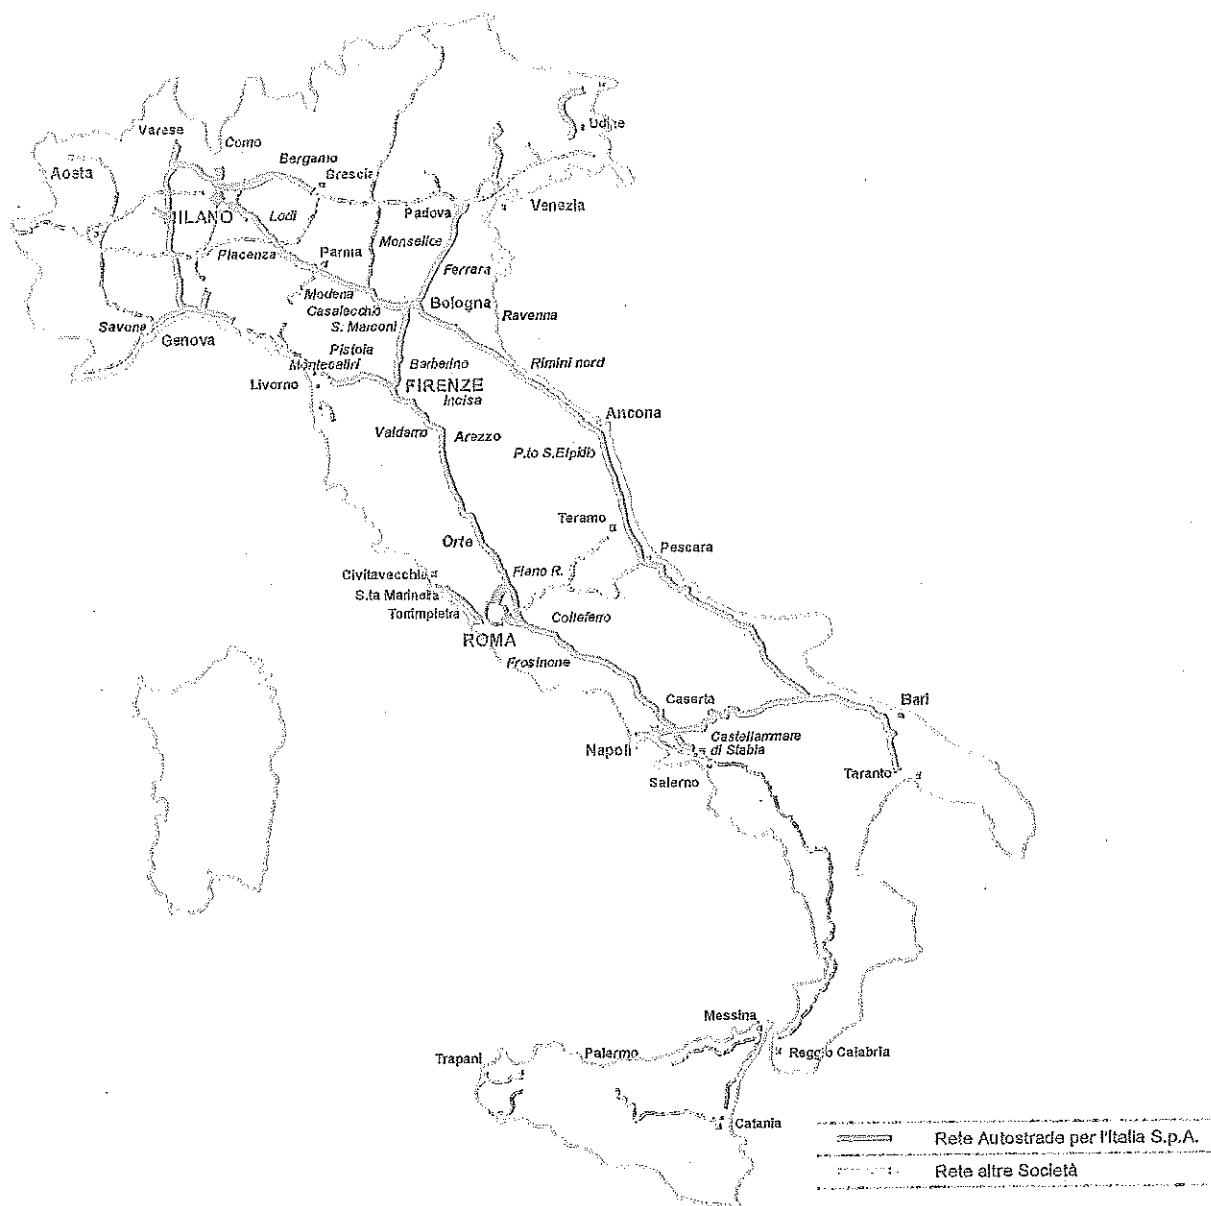 Varese
Como
Udine
Aosta
Bergamo
Brescia
Venezia
Padova
MILANO
Lodi
Monselice
Piacenza
Parma
Ferrara
Modena
Bologna
Casalecchio
S. Marconi
Ravenna
Savona
Genova
Pistoia
Montecatini
Barberino
Rimini nord
Livorno
FIRENZE
Incisa
Ancona
Valdarno
Arezzo
P.to S.Elpidio
Teramo
Orte
Pescara
Civitavecchia
Fiano R.
S.ta Marinella
Torrimpietra
Colleferro
ROMA
Frosinone
Caserta
Bari
Napoli
Castellammare
di Stabia
Salerno
Taranto
Messina
Trapani
Palermo
Reggio Calabria
Catania
Rete Autostrade per l'Italia S.p.A.
Rete altre Società